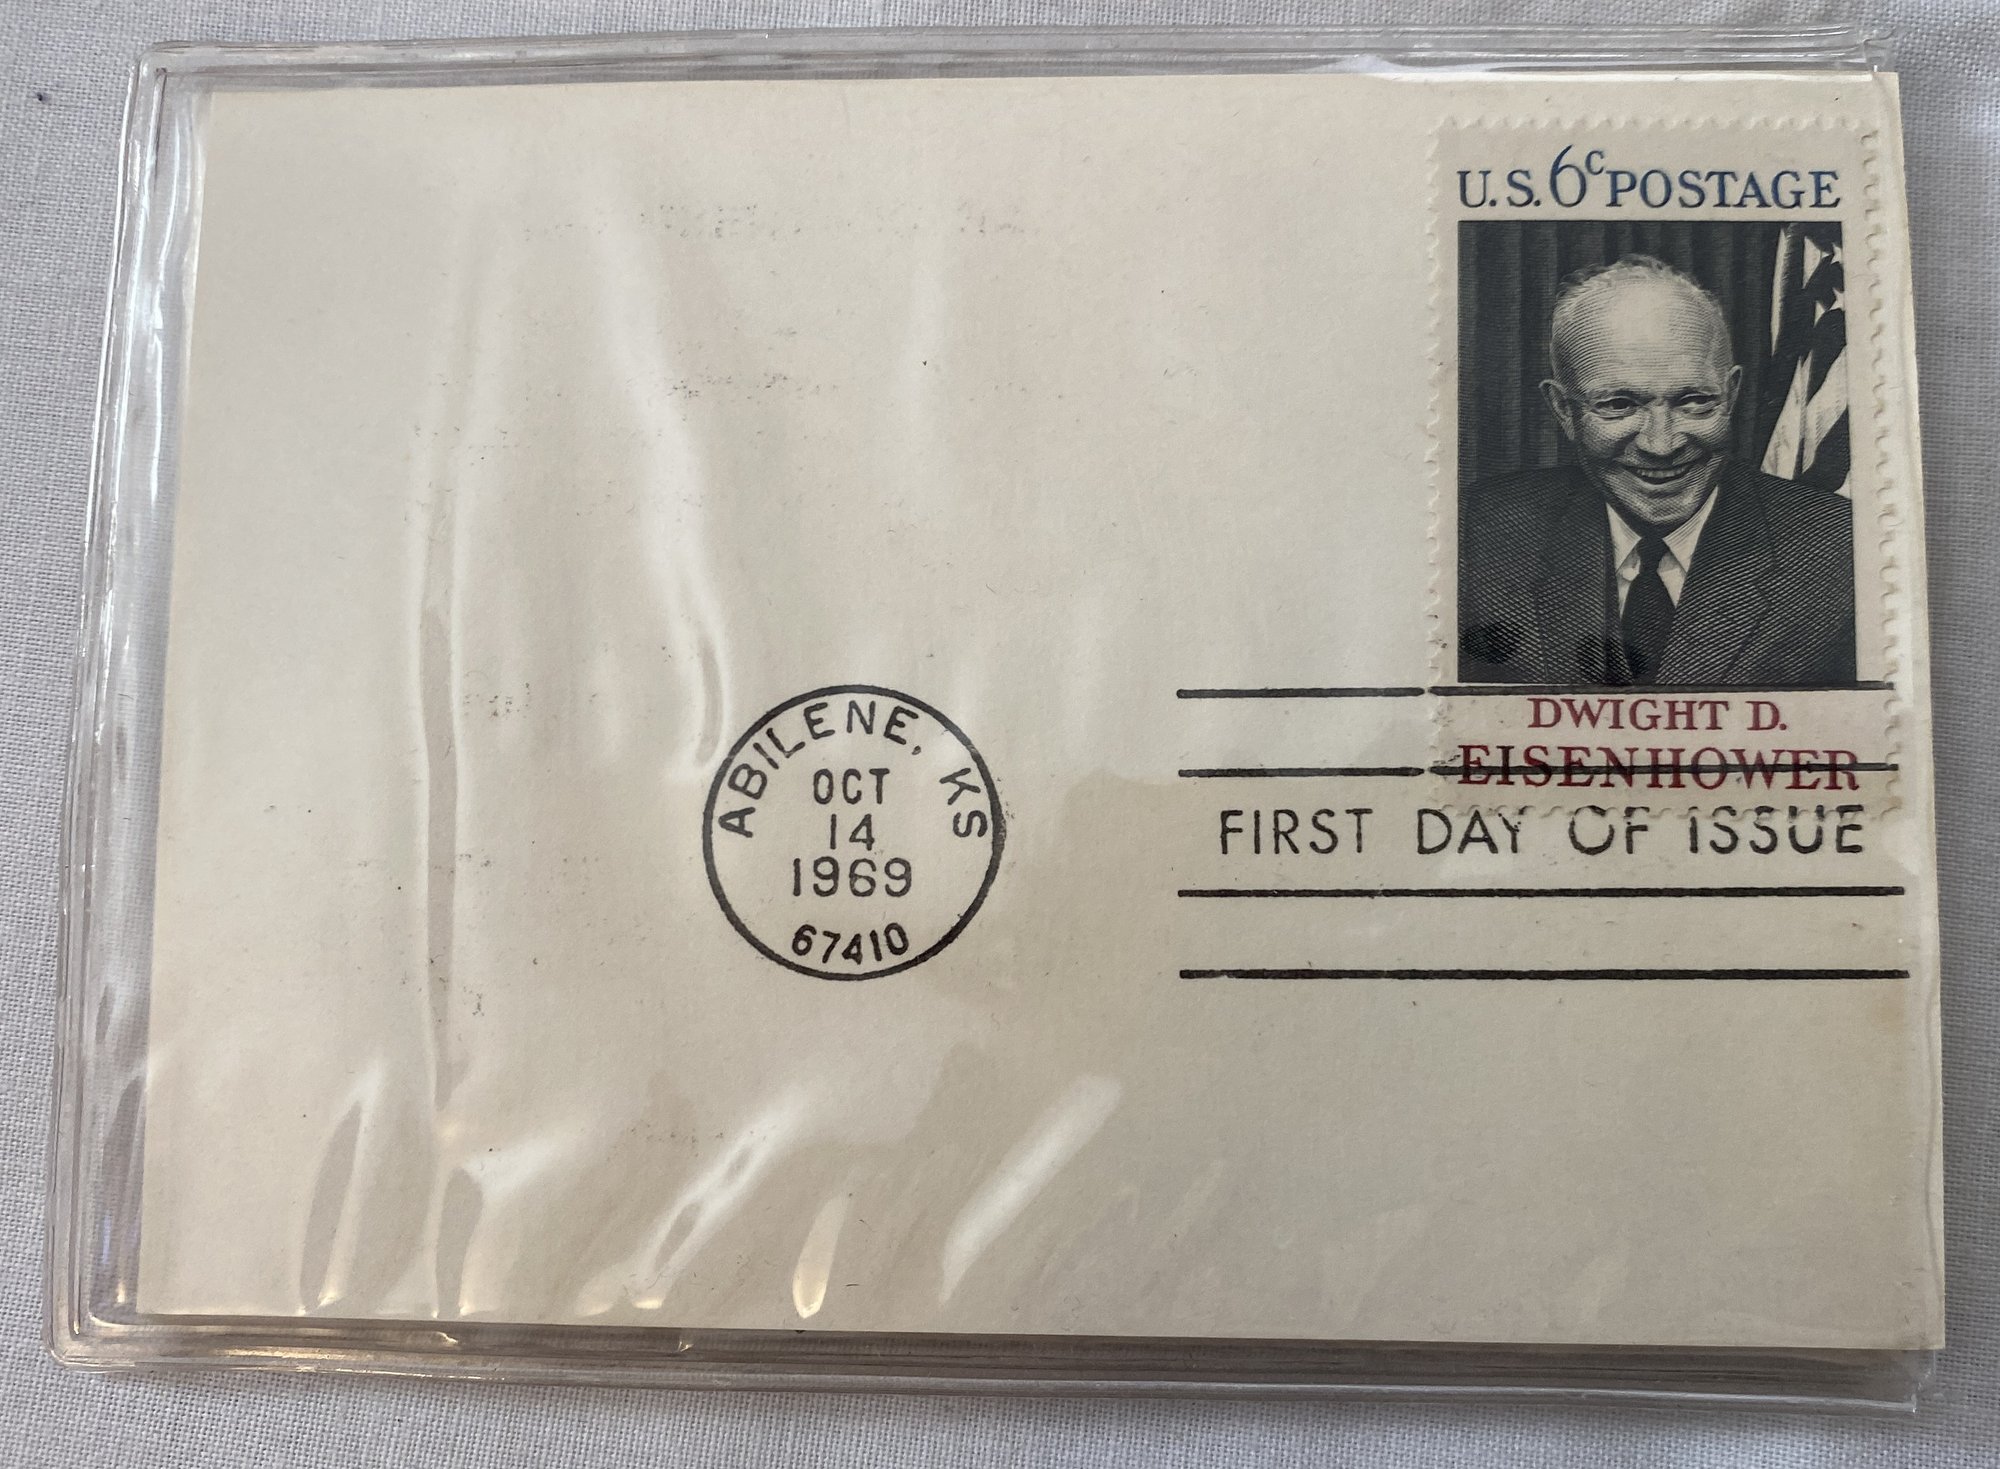 U.S. 6c POSTAGE
DWIGHT D.
EISENHOWER
ABILENE, KS
OCT
14
1969
67410
FIRST DAY OF ISSUE